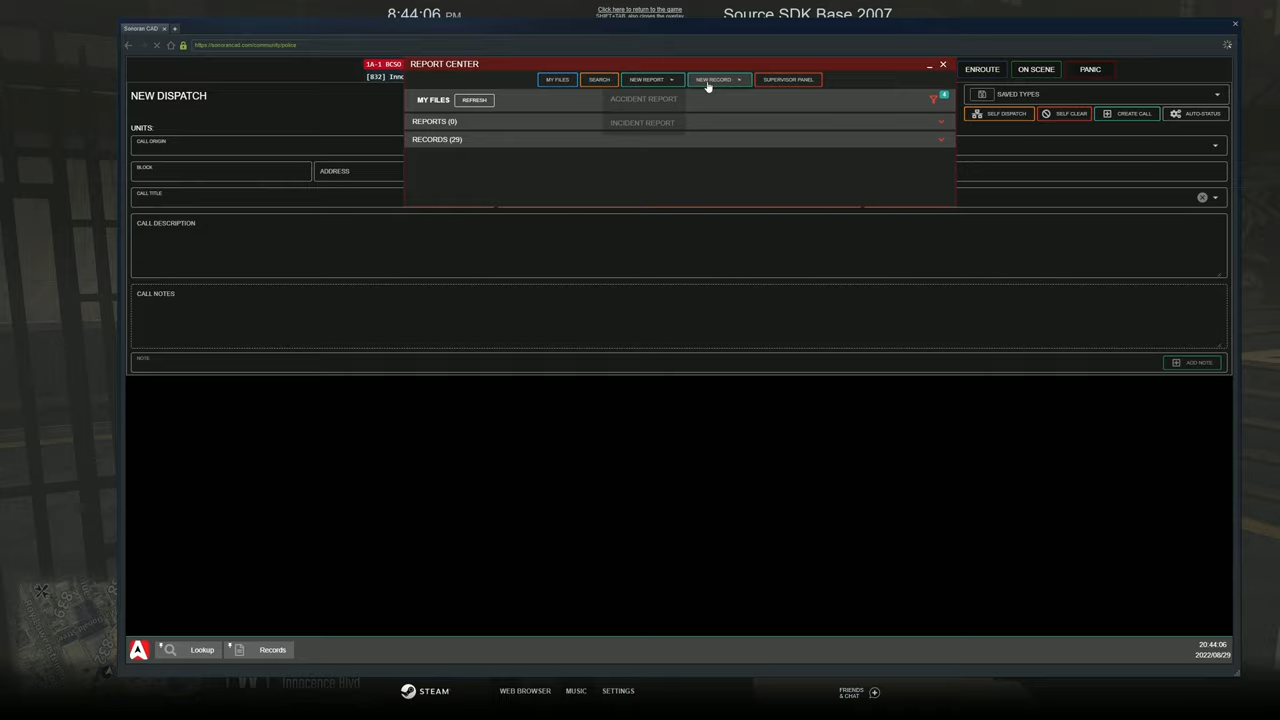 8:44:06 PM
Click here to return to the game
SHIFT+TAB also closes the overlay
Source SDK Base 2007
Sonoran CAD
https://sonorancad.com/community/police
1A-1 BCSO
REPORT CENTER
ENROUTE
ON SCENE
PANIC
[832] Inno
MY FILES
SEARCH
NEW REPORT
NEW RECORD
SUPERVISOR PANEL
NEW DISPATCH
SAVED TYPES
MY FILES
REFRESH
4
ACCIDENT REPORT
SELF DISPATCH
SELF CLEAR
CREATE CALL
AUTO-STATUS
REPORTS (0)
INCIDENT REPORT
UNITS:
RECORDS (29)
CALL ORIGIN
BLOCK
ADDRESS
CALL TITLE
CALL DESCRIPTION
CALL NOTES
NOTE
ADD NOTE
Lookup
Records
20:44:06
2022/08/29
Innocence Blvd
STEAM
WEB BROWSER
MUSIC
SETTINGS
FRIENDS
& CHAT